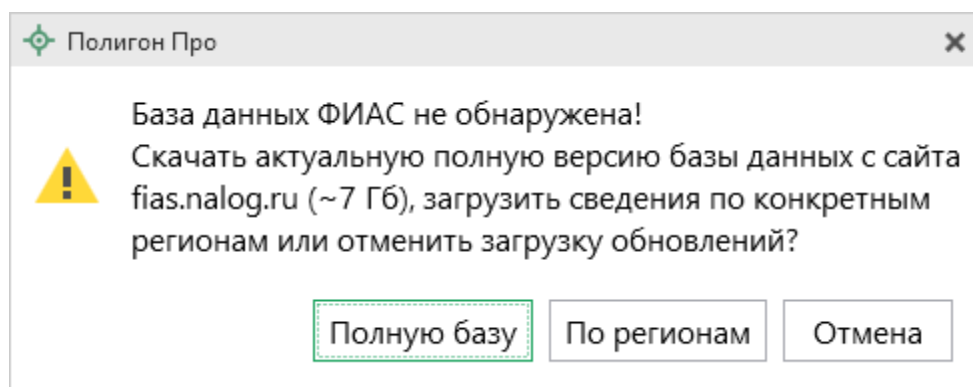 Полигон Про
База данных ФИАС не обнаружена!
Скачать актуальную полную версию базы данных с сайта
fias.nalog.ru (~7 Гб), загрузить сведения по конкретным
регионам или отменить загрузку обновлений?
Полную базу По регионам Отмена